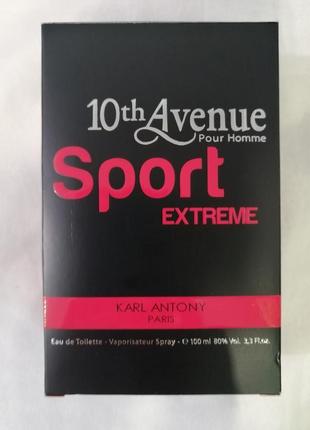 10th Avenue
Pour Homme
Sport
EXTREME
KARL ANTONY
PARIS
Eau de Toilette - Vaporisateur Spray - ℮ 100 ml 80% Vol. 3,3 Fl.oz.